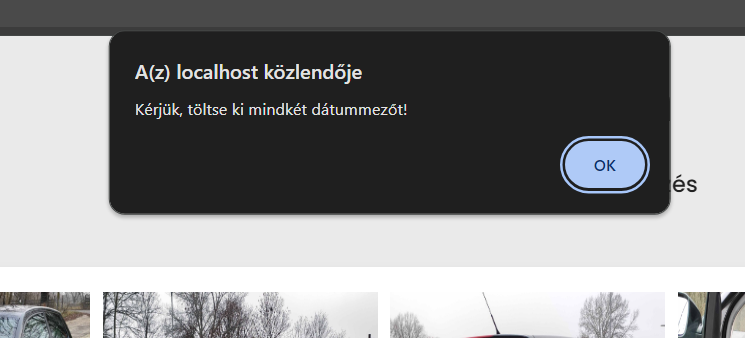 A(z) localhost közlendője
Kérjük, töltse ki mindkét dátummezőt!
OK